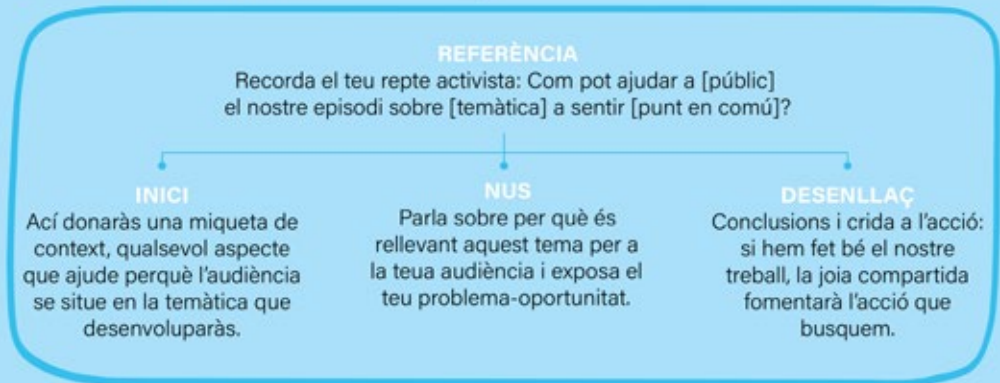 REFERÈNCIA
Recorda el teu repte activista: Com pot ajudar a [públic]
el nostre episodi sobre [temàtica] a sentir [punt en comú]?
INICI
Ací donaràs una miqueta de
context, qualsevol aspecte
que ajude perquè l'audiència
se situe en la temàtica que
desenvoluparàs.
NUS
Parla sobre per què és
rellevant aquest tema per a
la teua audiència i exposa el
teu problema-oportunitat.
DESENLLAÇ
Conclusions i crida a l'acció:
si hem fet bé el nostre
treball, la joia compartida
fomentarà l'acció que
busquem.